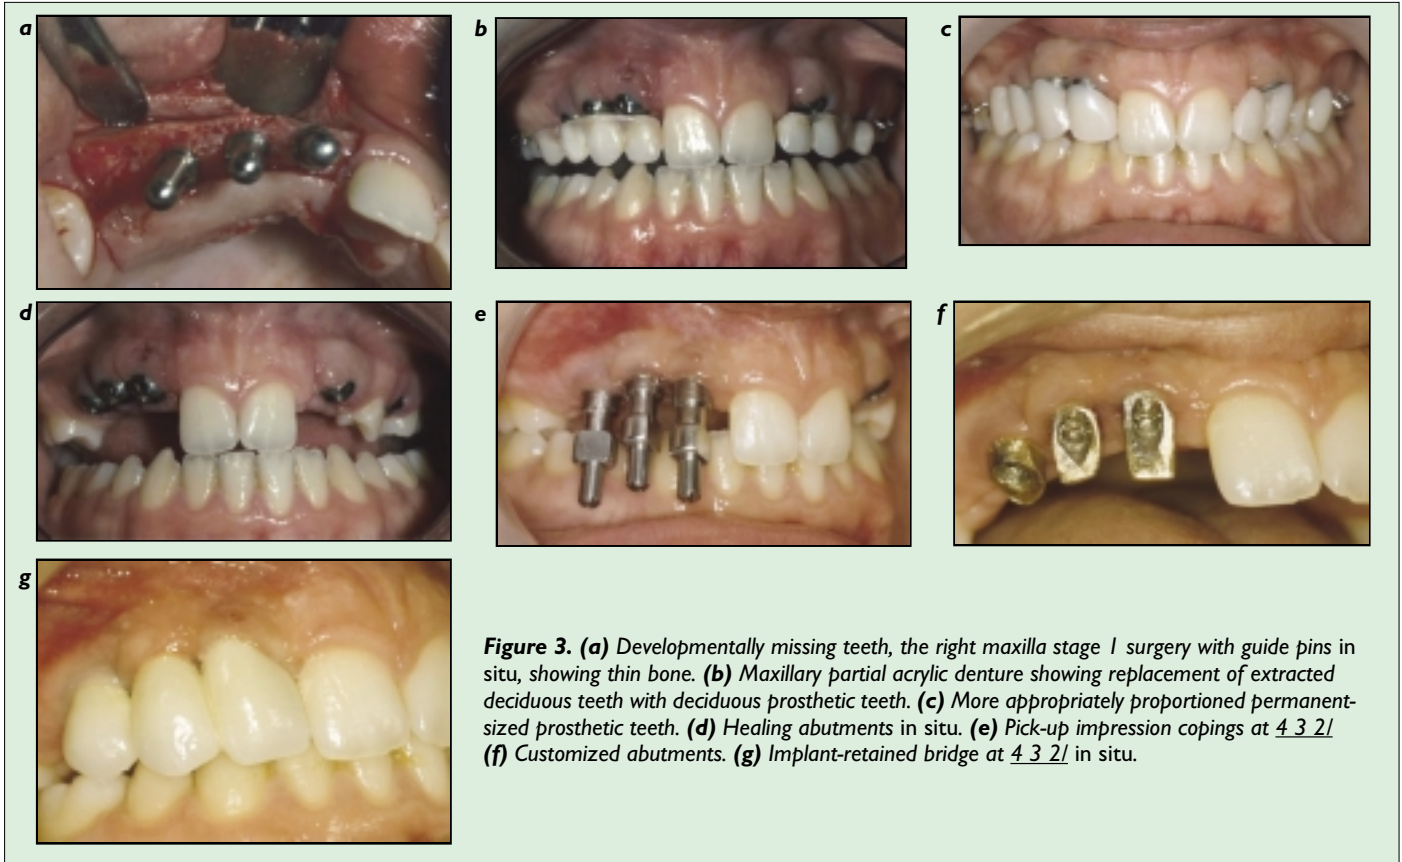 a
b
c
d
e
f
g
Figure 3. (a) Developmentally missing teeth, the right maxilla stage 1 surgery with guide pins in
situ, showing thin bone. (b) Maxillary partial acrylic denture showing replacement of extracted
deciduous teeth with deciduous prosthetic teeth. (c) More appropriately proportioned permanent-
sized prosthetic teeth. (d) Healing abutments in situ. (e) Pick-up impression copings at 4 3 2/
(f) Customized abutments. (g) Implant-retained bridge at 4 3 2/ in situ.